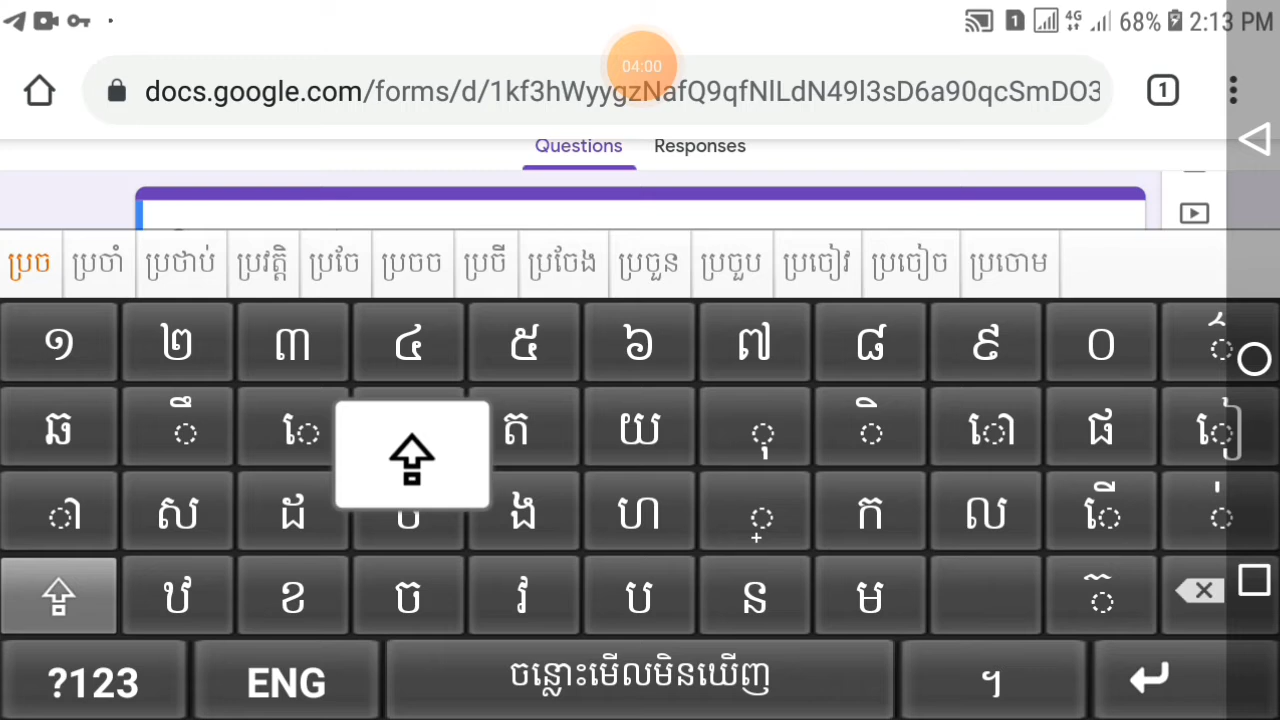 1 4G 68% 2:13 PM
04:00
docs.google.com/forms/d/1kf3hWyygzNafQ9qfNlLdN49l3sD6a90qcSmDO3 1
Questions Responses
ប្រច ប្រចាំ ប្រថាប់ ប្រវត្តិ ប្រចែ ប្រចច ប្រចី ប្រចែង ប្រចួន ប្រចួប ប្រចៀវ ប្រចៀច ប្រចោម
១ ២ ៣ ៤ ៥ ៦ ៧ ៨ ៩ ០ ៌
ឆ ឹ េ ត យ ុ ិ ោ ផ ៀ
ា ស ដ ង ហ ្ ក ល ើ ់
ឋ ខ ច វ ប ន ម ៊
?123 ENG ចន្លោះមើលមិនឃើញ ។